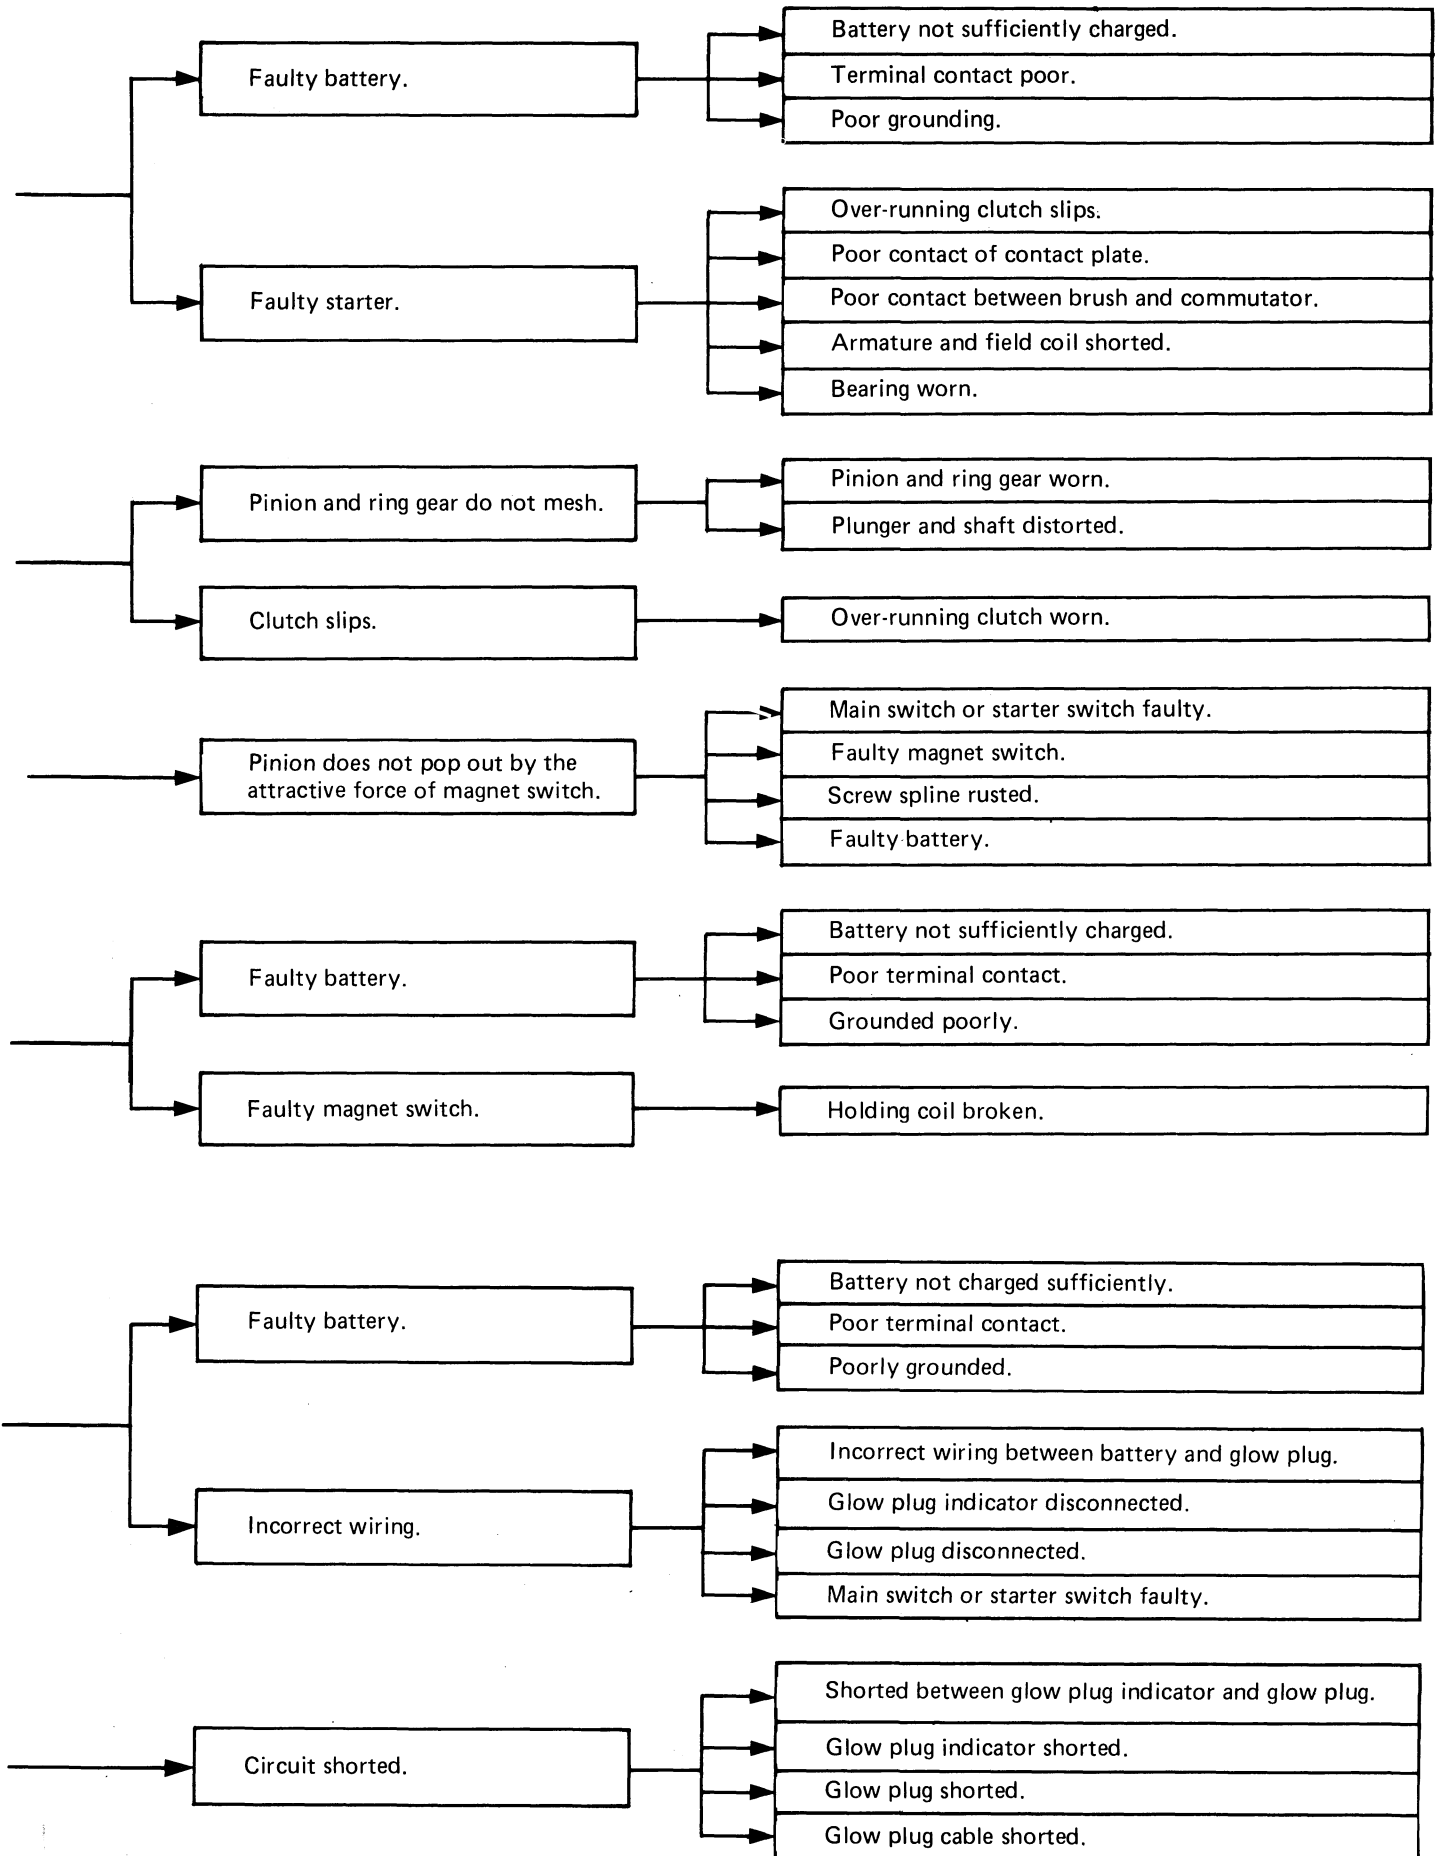 Faulty battery.
Battery not sufficiently charged.
Terminal contact poor.
Poor grounding.
Faulty starter.
Over-running clutch slips.
Poor contact of contact plate.
Poor contact between brush and commutator.
Armature and field coil shorted.
Bearing worn.
Pinion and ring gear do not mesh.
Pinion and ring gear worn.
Plunger and shaft distorted.
Clutch slips.
Over-running clutch worn.
Pinion does not pop out by the
attractive force of magnet switch.
Main switch or starter switch faulty.
Faulty magnet switch.
Screw spline rusted.
Faulty battery.
Faulty battery.
Battery not sufficiently charged.
Poor terminal contact.
Grounded poorly.
Faulty magnet switch.
Holding coil broken.
Faulty battery.
Battery not charged sufficiently.
Poor terminal contact.
Poorly grounded.
Incorrect wiring.
Incorrect wiring between battery and glow plug.
Glow plug indicator disconnected.
Glow plug disconnected.
Main switch or starter switch faulty.
Circuit shorted.
Shorted between glow plug indicator and glow plug.
Glow plug indicator shorted.
Glow plug shorted.
Glow plug cable shorted.